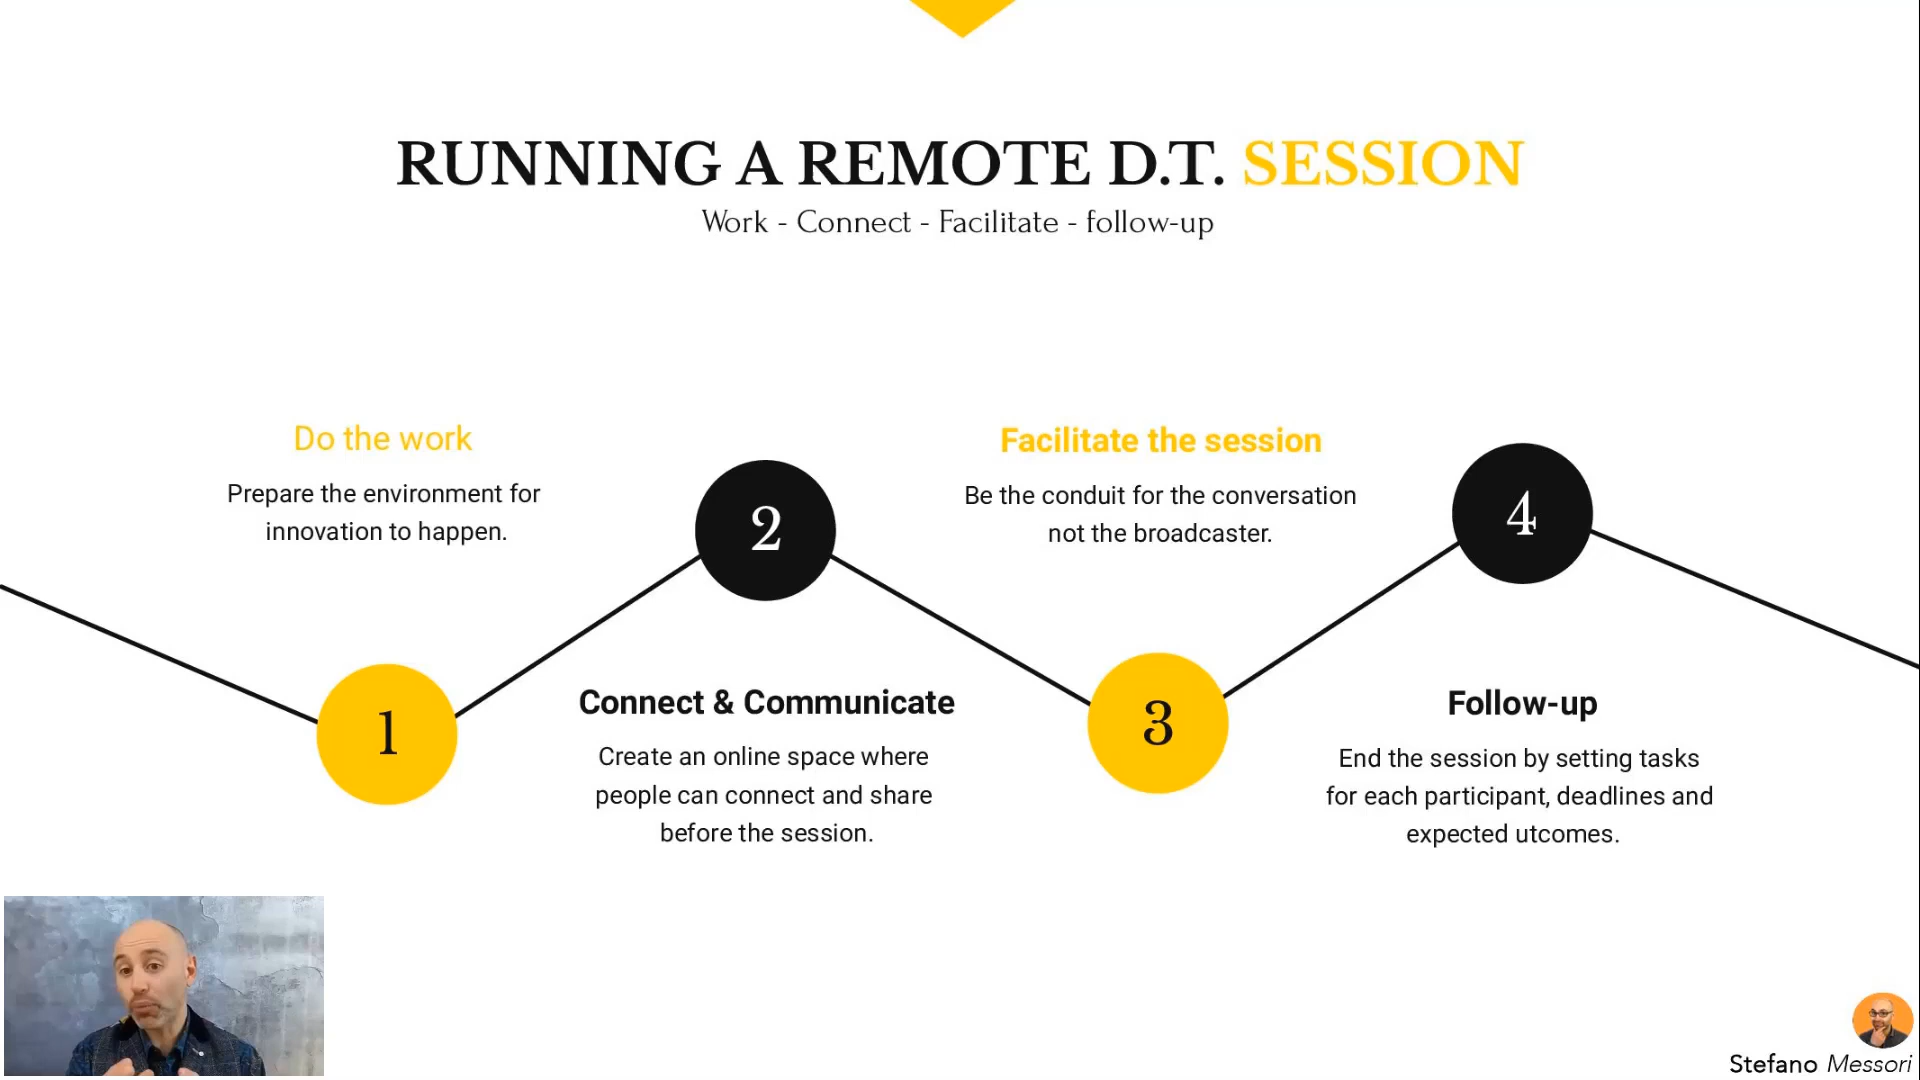 RUNNING A REMOTE D.T. SESSION
Work - Connect - Facilitate - follow-up
Do the work
Prepare the environment for
innovation to happen.
1
2
Connect & Communicate
Create an online space where
people can connect and share
before the session.
Facilitate the session
Be the conduit for the conversation
not the broadcaster.
3
4
Follow-up
End the session by setting tasks
for each participant, deadlines and
expected utcomes.
Stefano Messori